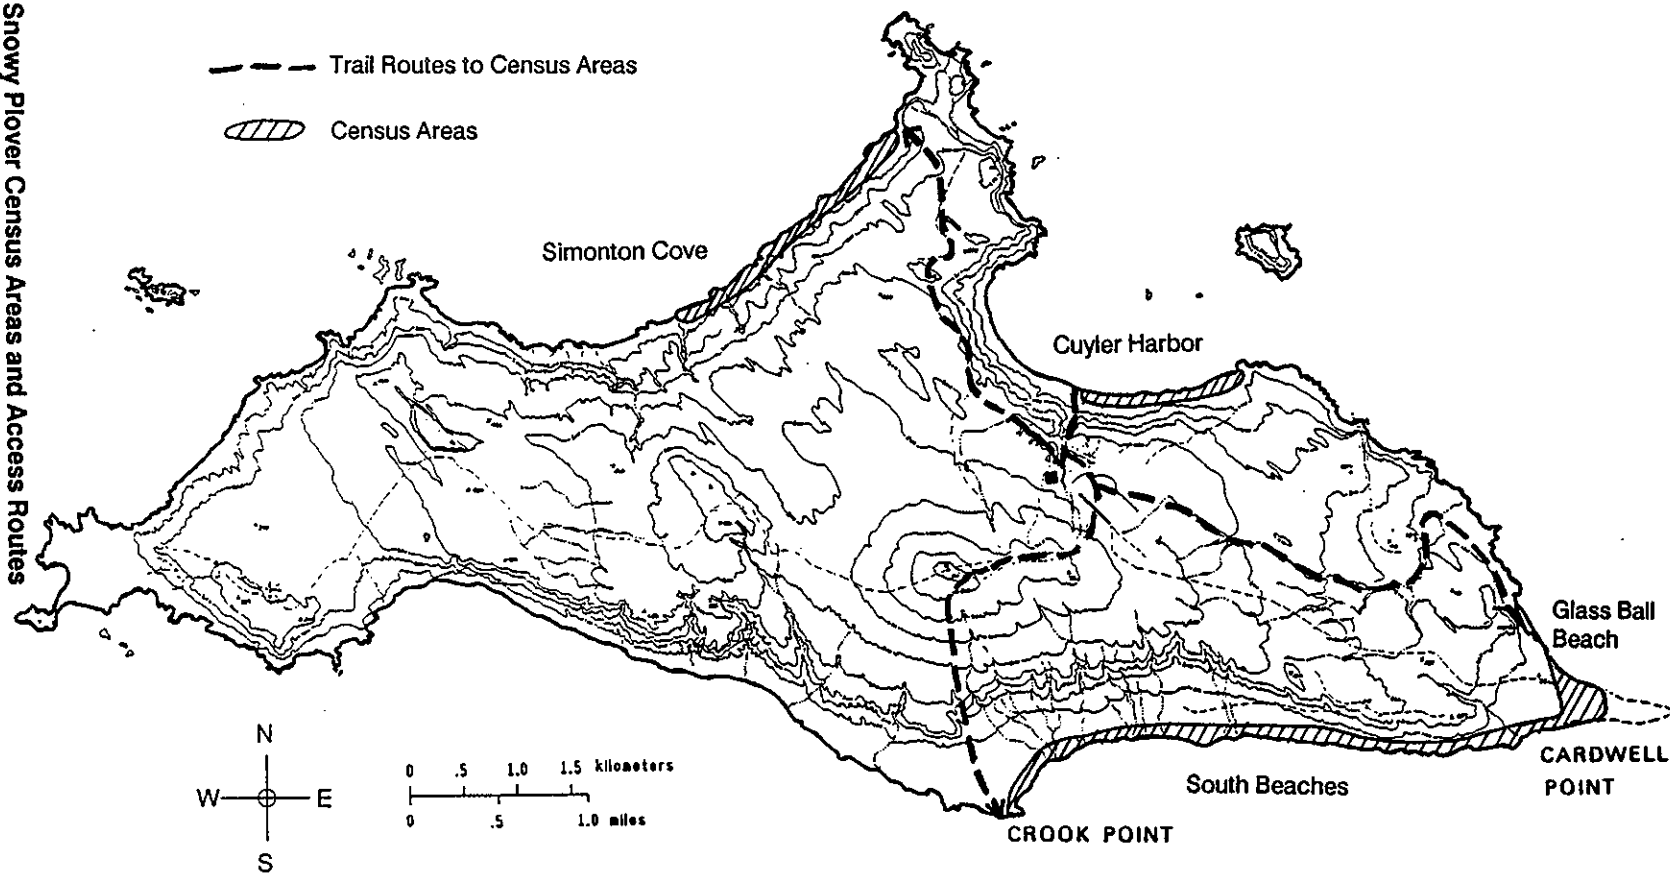 Snowy Plover Census Areas and Access Routes
Trail Routes to Census Areas
Census Areas
Simonton Cove
Cuyler Harbor
Glass Ball
Beach
CARDWELL
POINT
South Beaches
CROOK POINT
N
W E
S
0 .5 1.0 1.5 kilometers
0 .5 1.0 miles